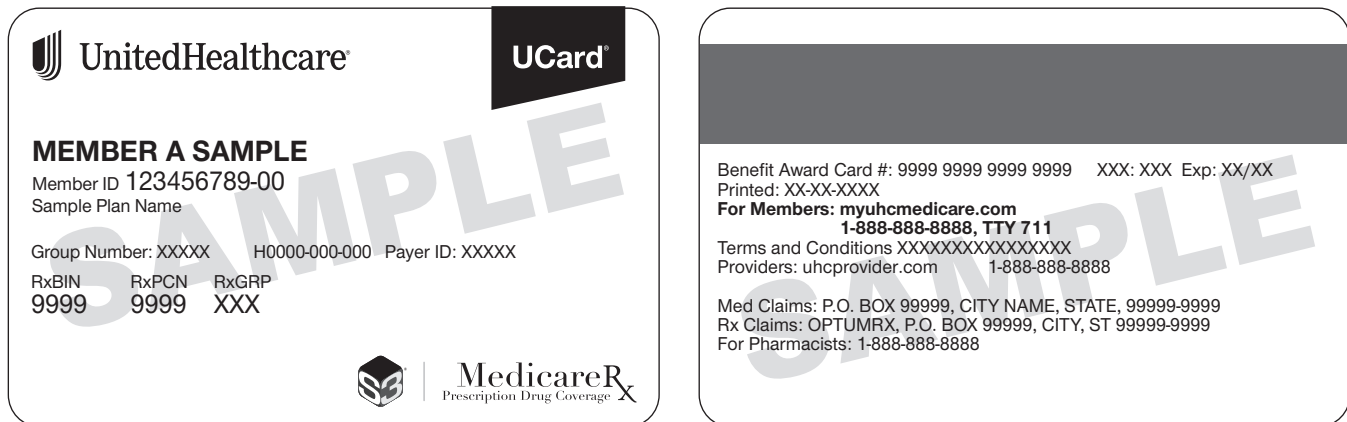 UnitedHealthcare®
UCard®
MEMBER A SAMPLE
Member ID 123456789-00
Sample Plan Name
Group Number: XXXXX H0000-000-000 Payer ID: XXXXX
RxBIN RxPCN RxGRP
9999 9999 XXX
SAMPLE
S3
MedicareRx
Prescription Drug Coverage
Benefit Award Card #: 9999 9999 9999 9999 XXX: XXX Exp: XX/XX
Printed: XX-XX-XXXX
For Members: myuhcmedicare.com
1-888-888-8888, TTY 711
Terms and Conditions XXXXXXXXXXXXXXXX
Providers: uhcprovider.com 1-888-888-8888
Med Claims: P.O. BOX 99999, CITY NAME, STATE, 99999-9999
Rx Claims: OPTUMRX, P.O. BOX 99999, CITY, ST 99999-9999
For Pharmacists: 1-888-888-8888
SAMPLE